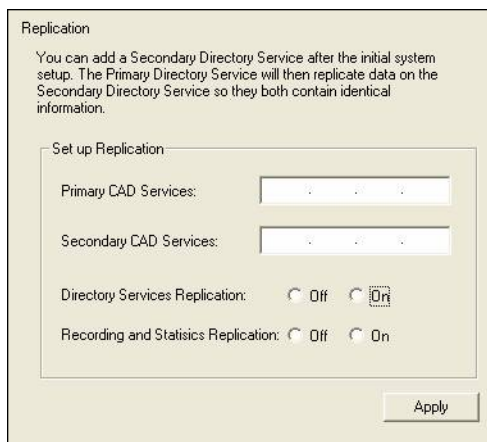 Replication
You can add a Secondary Directory Service after the initial system
setup. The Primary Directory Service will then replicate data on the
Secondary Directory Service so they both contain identical
information.
Set up Replication
Primary CAD Services:
Secondary CAD Services:
Directory Services Replication: Off On
Recording and Statisics Replication: Off On
Apply